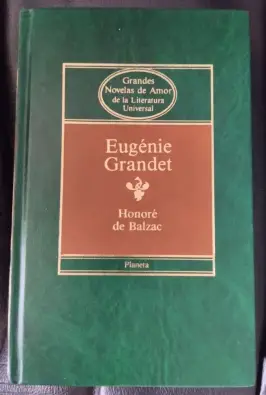 Grandes
Novelas de Amor
de la Literatura
Universal
Eugénie
Grandet
Honoré
de Balzac
Planeta